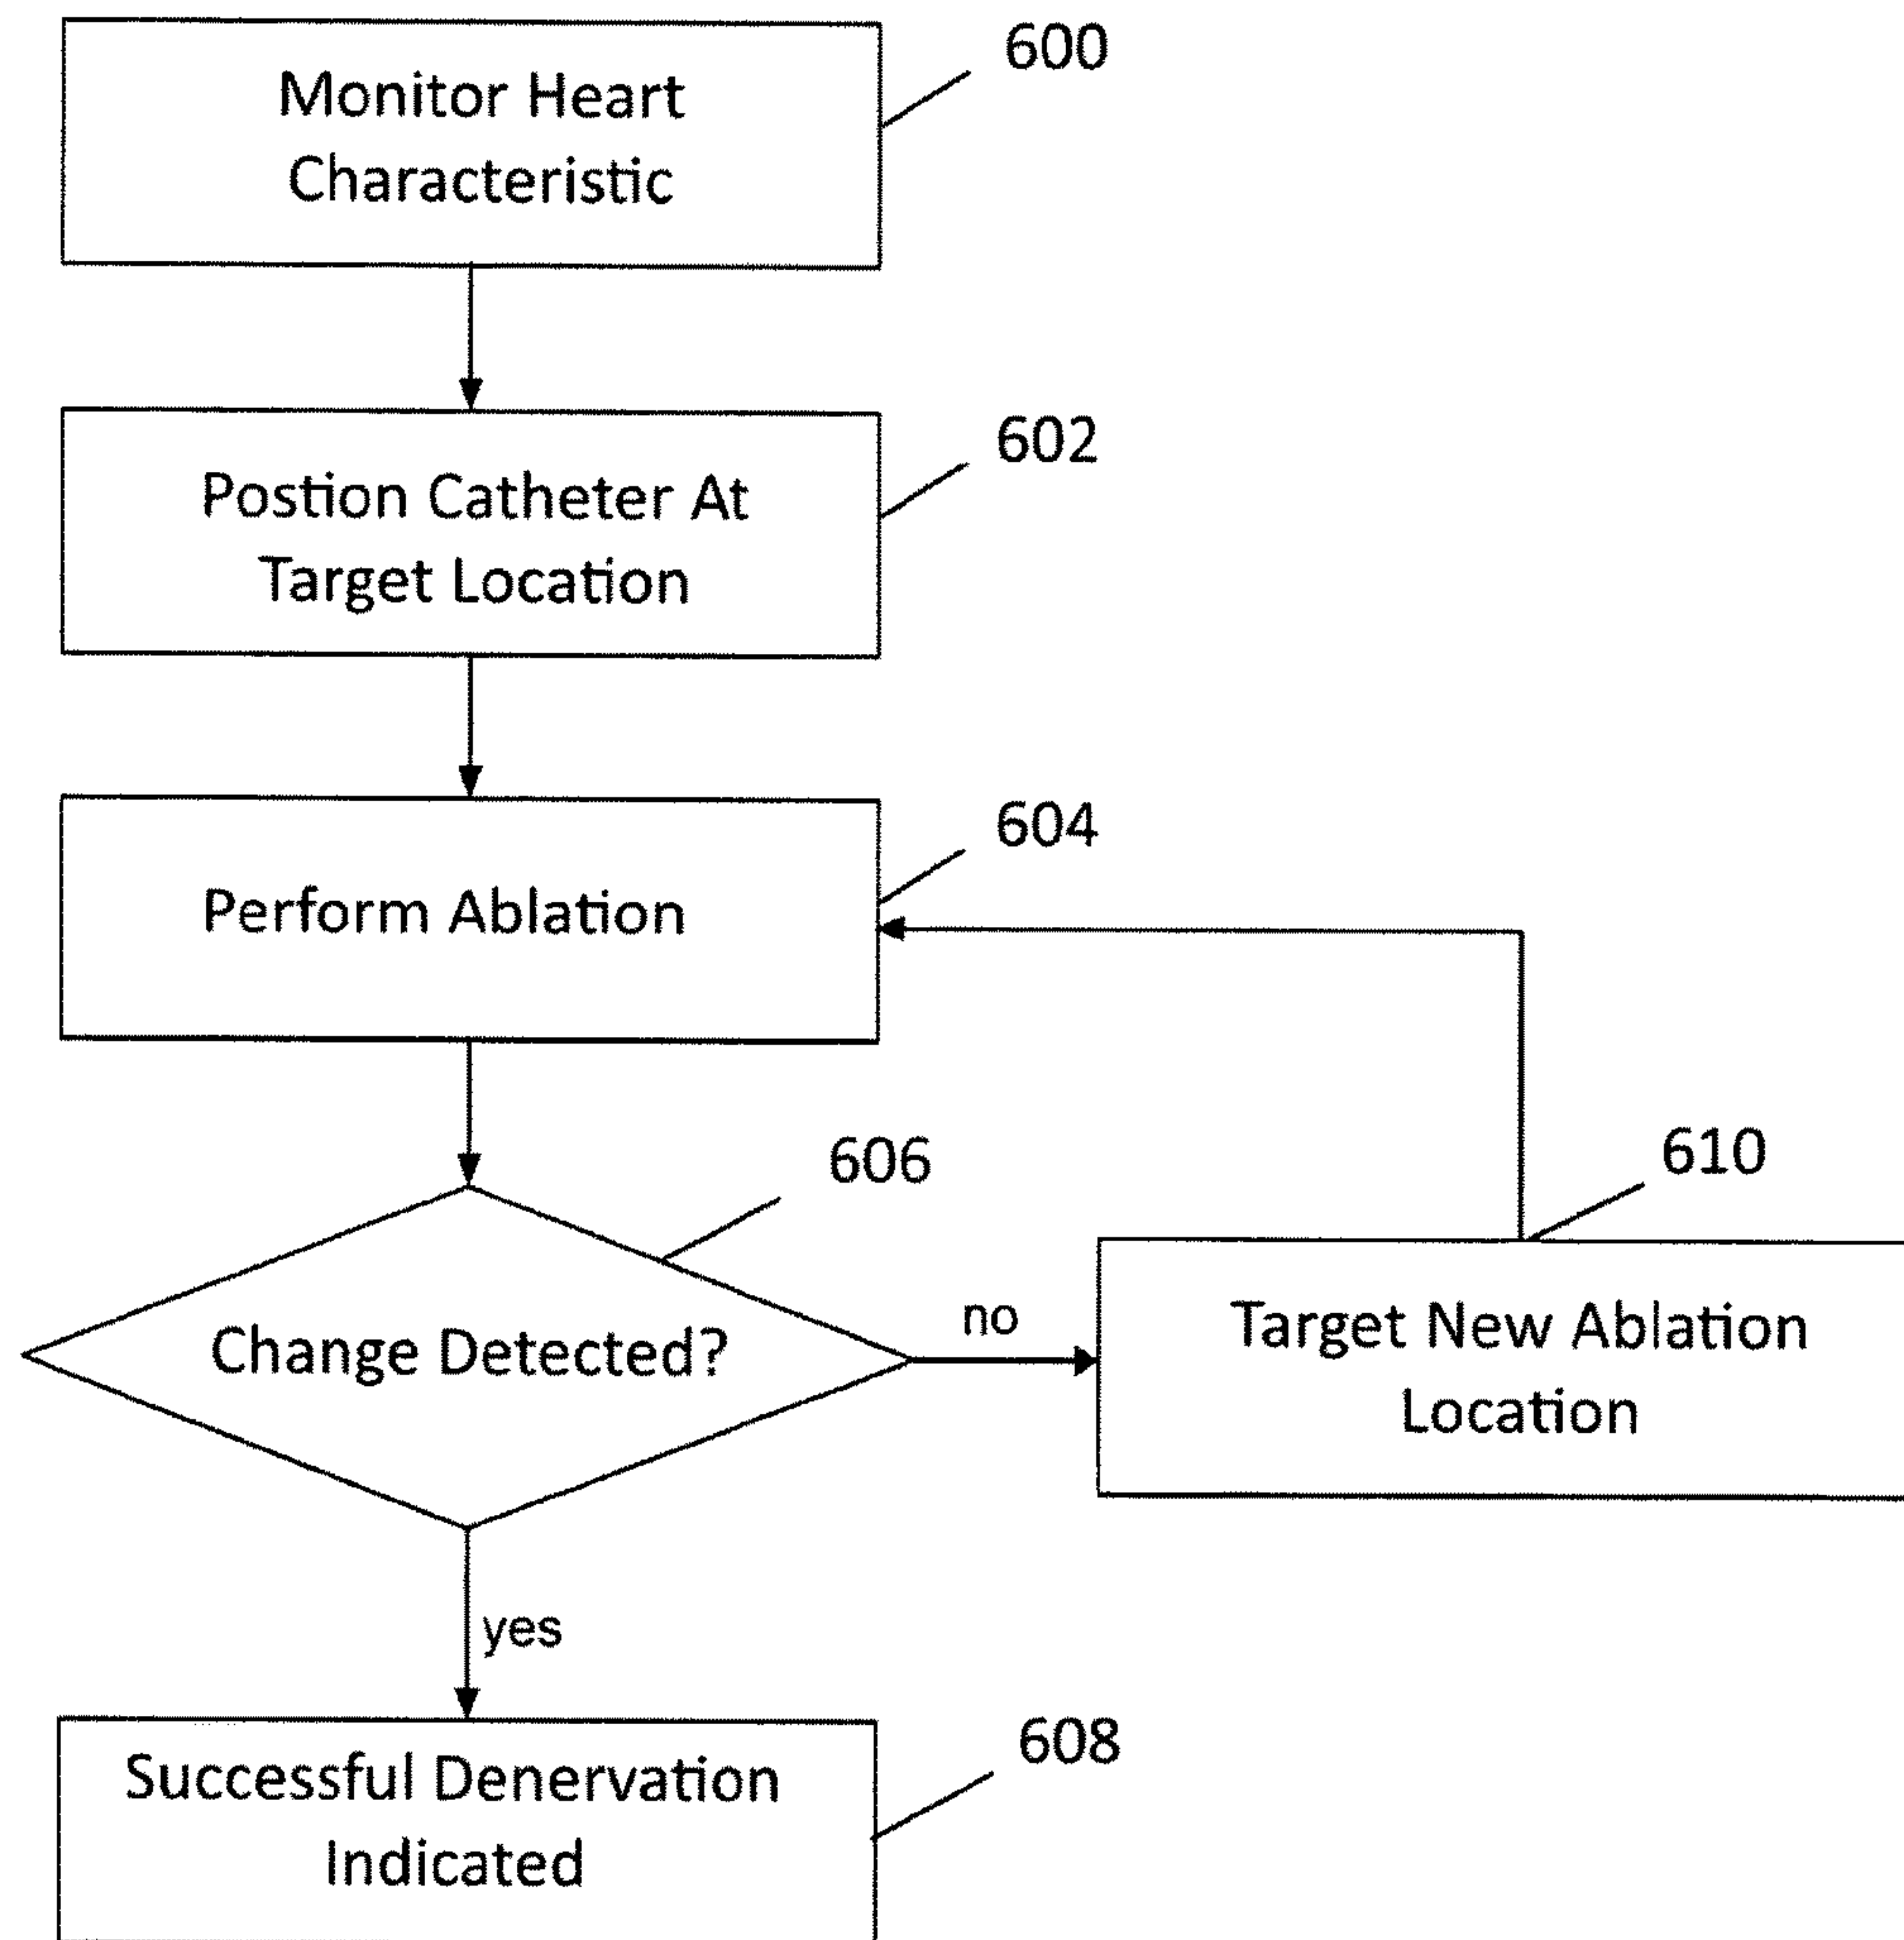 Monitor Heart
Characteristic
600
Postion Catheter At
Target Location
602
Perform Ablation
604
Change Detected?
606
no
Target New Ablation
Location
610
yes
Successful Denervation
Indicated
608